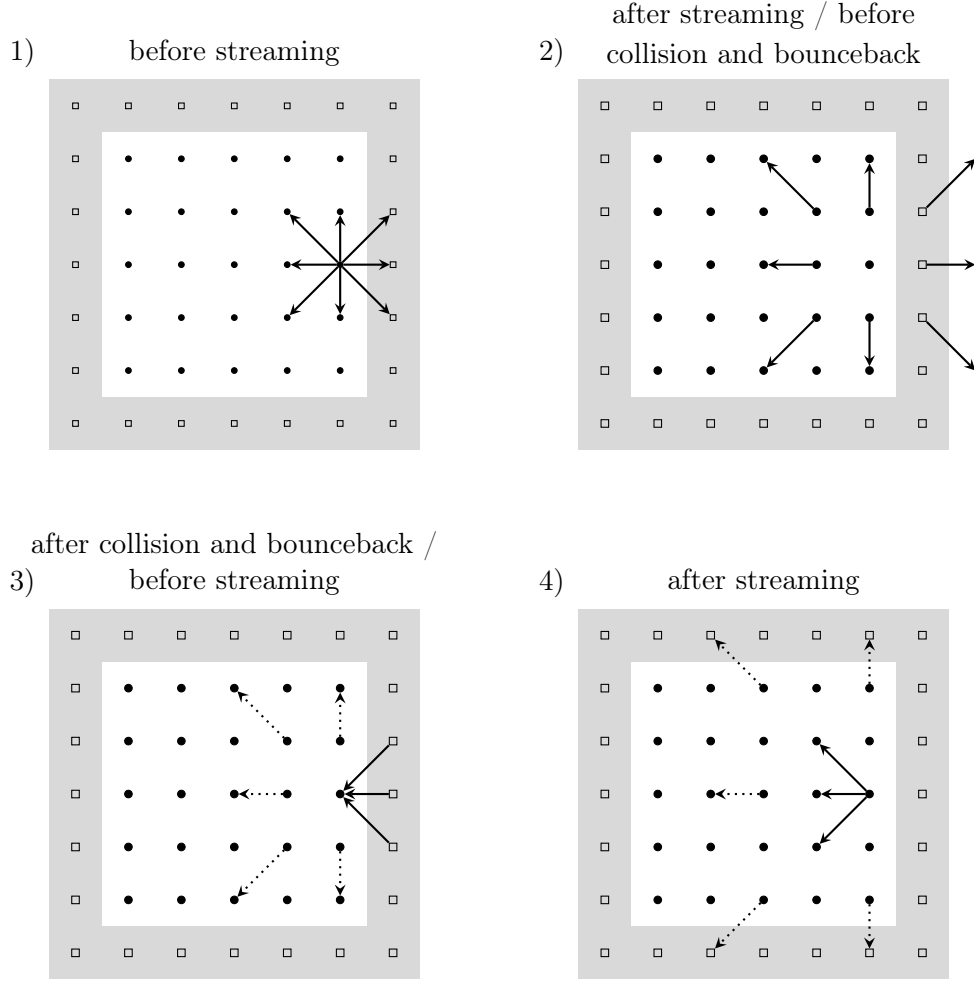 1) before streaming
2) after streaming / before
collision and bounceback
3) after collision and bounceback /
before streaming
4) after streaming